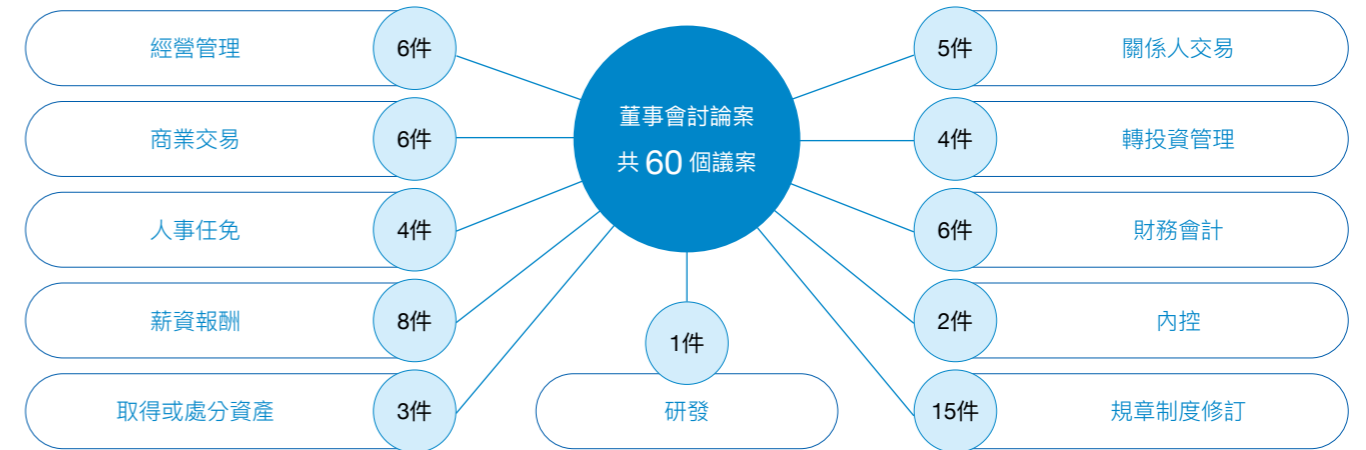 董事會討論案
共 60 個議案
經營管理
6件
商業交易
6件
人事任免
4件
薪資報酬
8件
取得或處分資產
3件
1件
研發
5件
關係人交易
4件
轉投資管理
6件
財務會計
2件
內控
15件
規章制度修訂